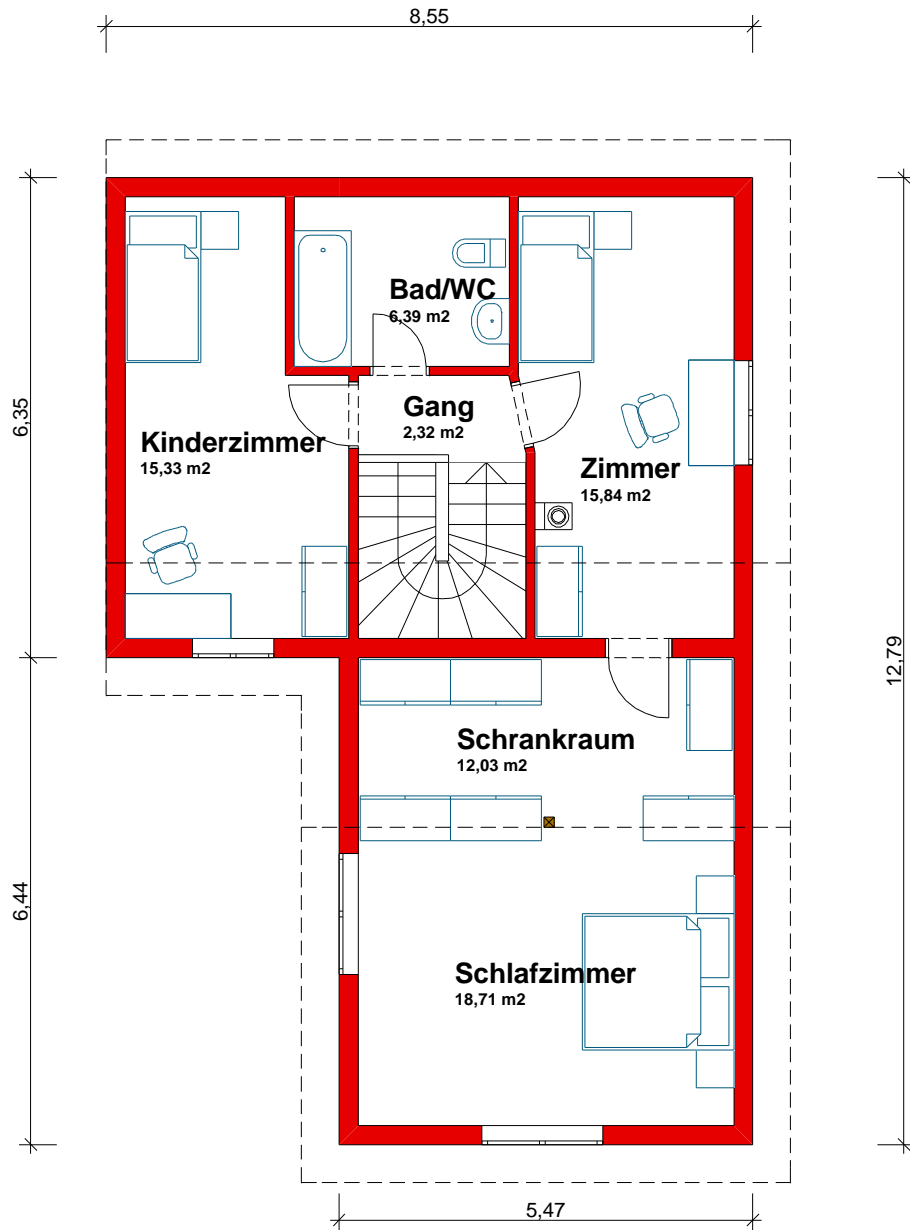 8,55
Bad/WC
6,39 m2
Gang
2,32 m2
6,35
Kinderzimmer
15,33 m2
Zimmer
15,84 m2
12,79
Schrankraum
12,03 m2
6,44
Schlafzimmer
18,71 m2
5,47